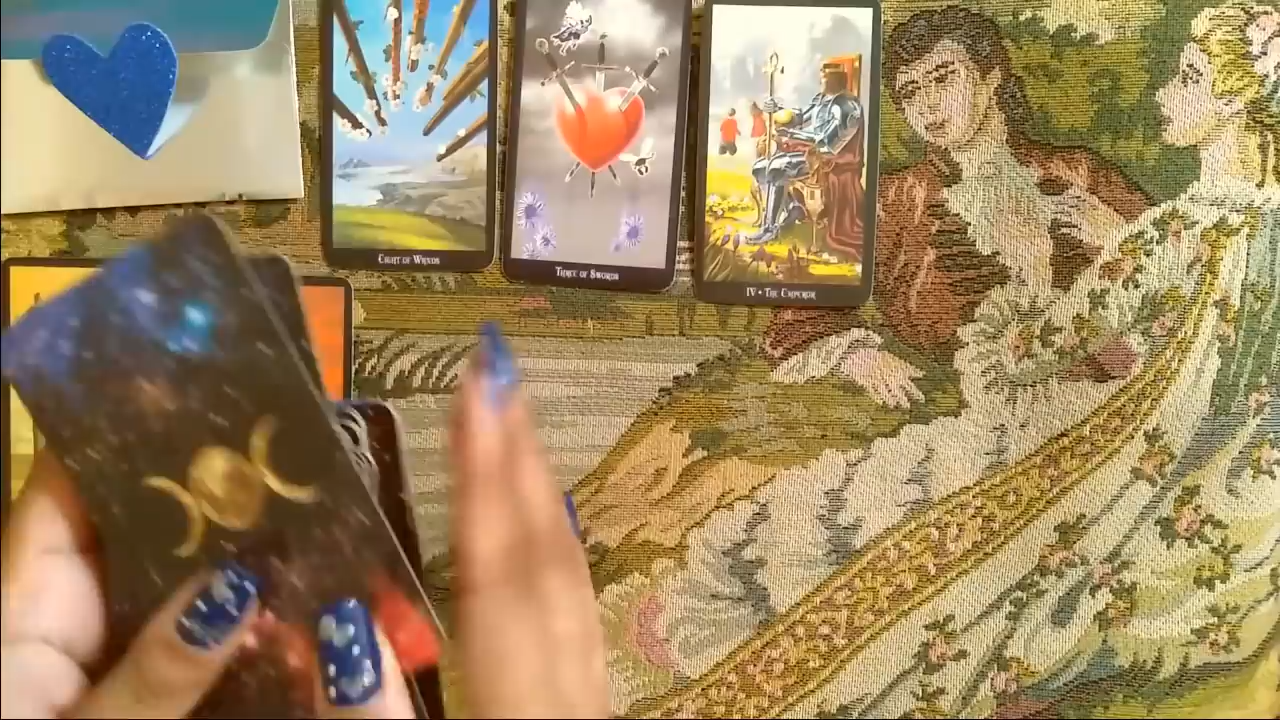 EIGHT OF WANDS
THREE OF SWORDS
IV • THE EMPEROR